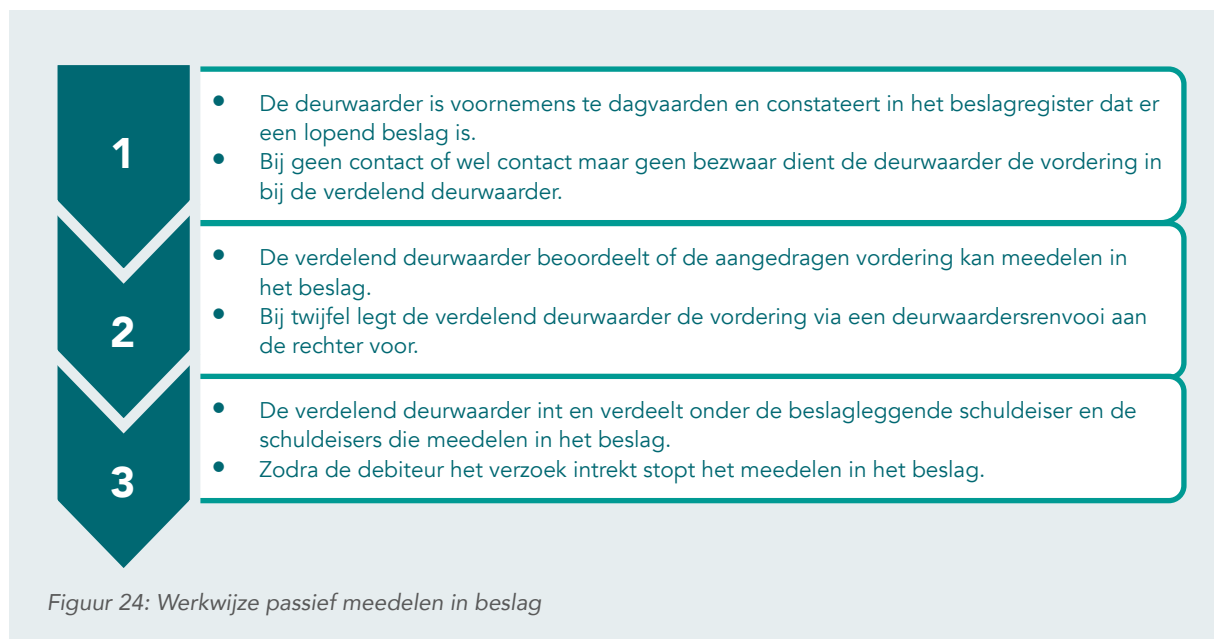 1
• De deurwaarder is voornemens te dagvaarden en constateert in het beslagregister dat er
een lopend beslag is.
• Bij geen contact of wel contact maar geen bezwaar dient de deurwaarder de vordering in
bij de verdelend deurwaarder.
2
• De verdelend deurwaarder beoordeelt of de aangedragen vordering kan meedelen in
het beslag.
• Bij twijfel legt de verdelend deurwaarder de vordering via een deurwaardersrenvooi aan
de rechter voor.
3
• De verdelend deurwaarder int en verdeelt onder de beslagleggende schuldeiser en de
schuldeisers die meedelen in het beslag.
• Zodra de debiteur het verzoek intrekt stopt het meedelen in het beslag.
Figuur 24: Werkwijze passief meedelen in beslag